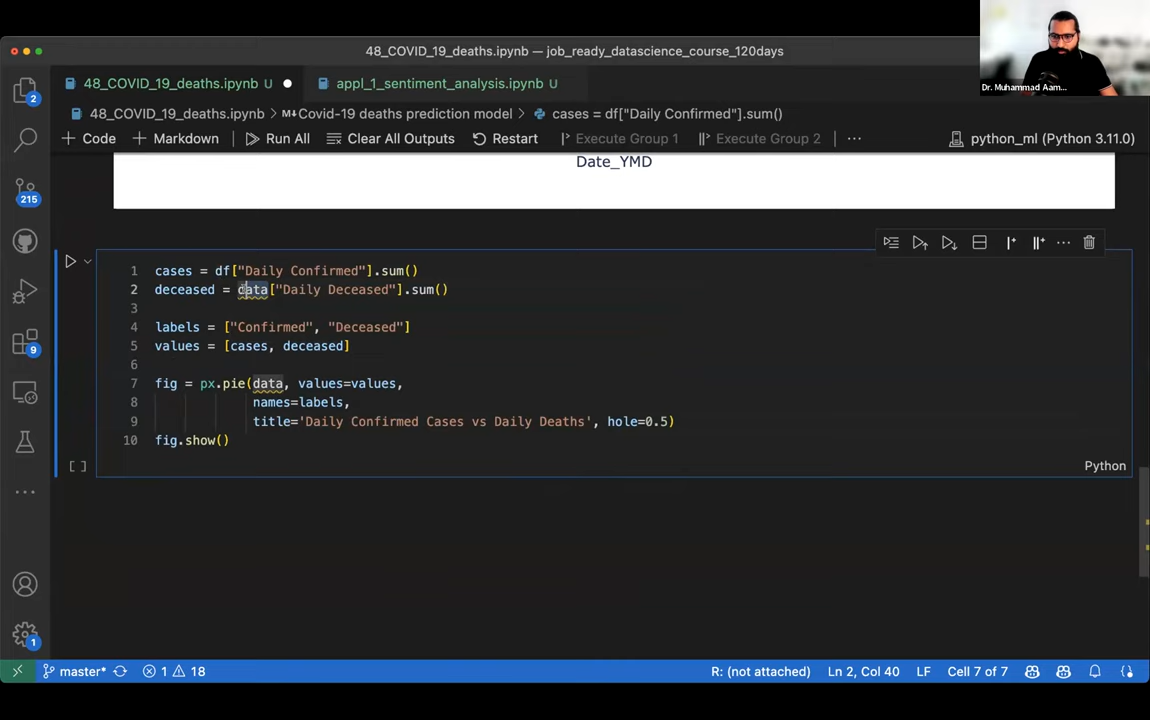 48_COVID_19_deaths.ipynb — job_ready_datascience_course_120days
48_COVID_19_deaths.ipynb U
appl_1_sentiment_analysis.ipynb U
48_COVID_19_deaths.ipynb > M↓Covid-19 deaths prediction model > cases = df["Daily Confirmed"].sum()
+ Code + Markdown Run All Clear All Outputs Restart Execute Group 1 Execute Group 2 ... python_ml (Python 3.11.0)
Dr. Muhammad Aam...
2
215
9
1
Date_YMD
1 cases = df["Daily Confirmed"].sum()
2 deceased = data["Daily Deceased"].sum()
3
4 labels = ["Confirmed", "Deceased"]
5 values = [cases, deceased]
6
7 fig = px.pie(data, values=values,
8 names=labels,
9 title='Daily Confirmed Cases vs Daily Deaths', hole=0.5)
10 fig.show()
[ ]
Python
master* 1 18 R: (not attached) Ln 2, Col 40 LF Cell 7 of 7